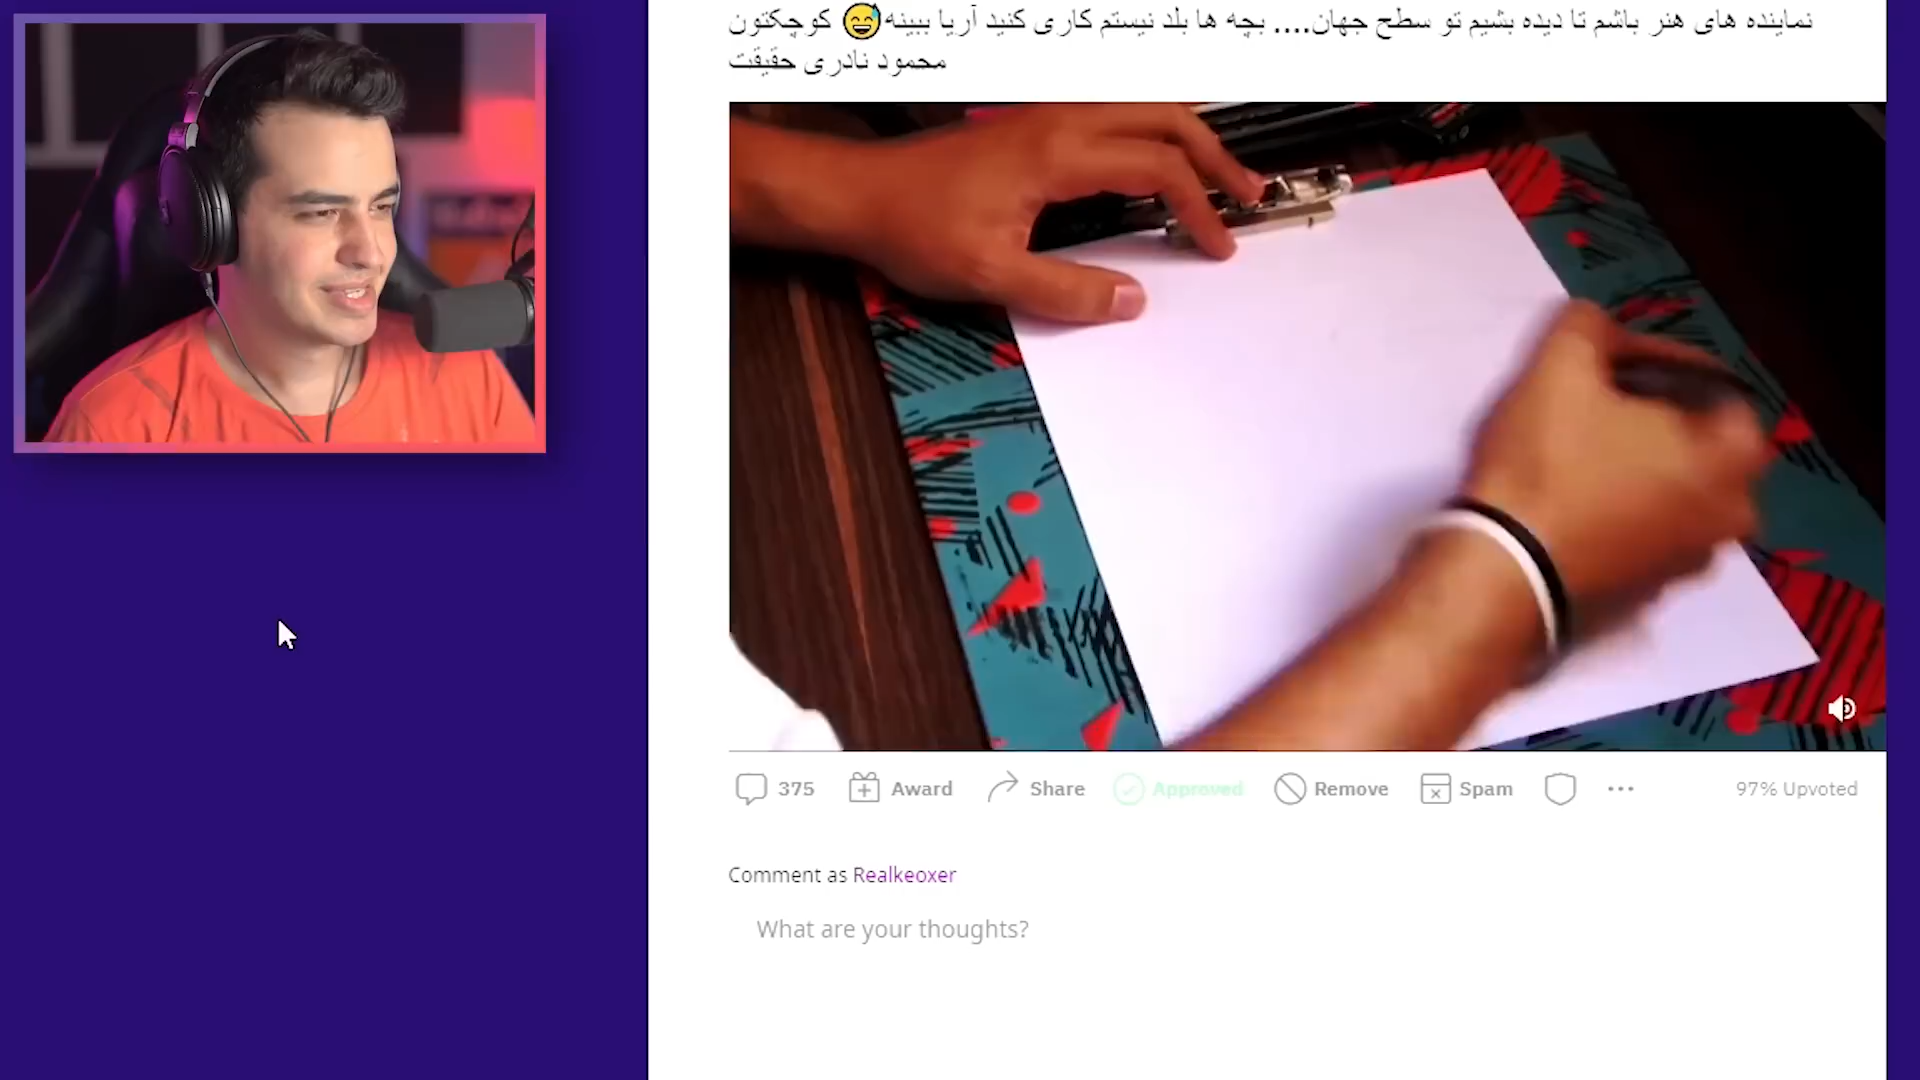 نماینده های هنر باشم تا دیده بشیم تو سطح جهان.... بچه ها بلد نیستم کاری کنید آریا ببینه😅 کوچکتون
محمود نادری حقیقت
375
Award
Share
Approved
Remove
Spam
97% Upvoted
Comment as Realkeoxer
What are your thoughts?